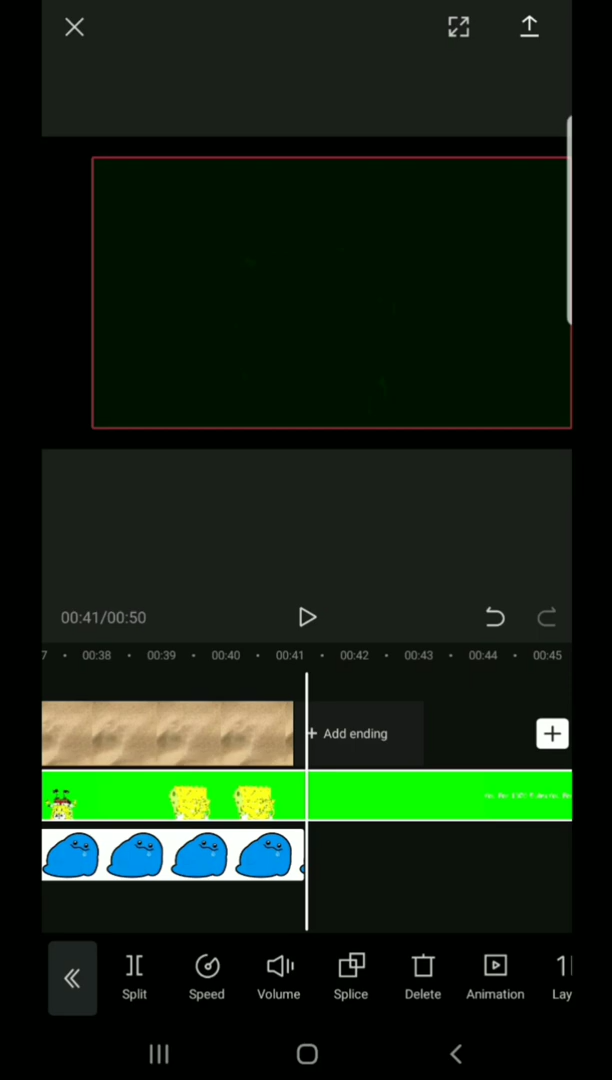 00:41/00:50
7 • 00:38 • 00:39 • 00:40 • 00:41 • 00:42 • 00:43 • 00:44 • 00:45
+ Add ending
Split Speed Volume Splice Delete Animation Lay